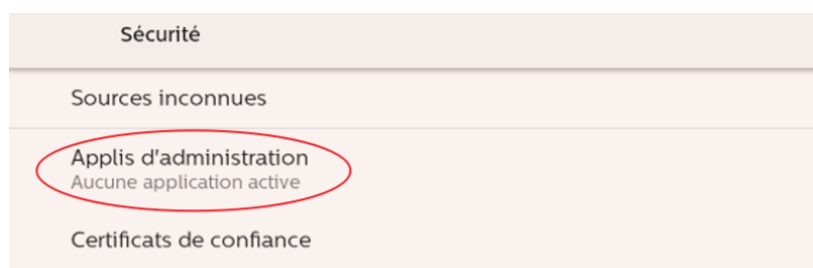 Sécurité
Sources inconnues
Applis d'administration
Aucune application active
Certificats de confiance